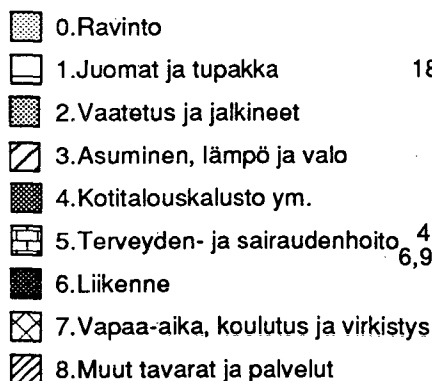 0.Ravinto
1.Juomat ja tupakka 18
2.Vaatetus ja jalkineet
3.Asuminen, lämpö ja valo
4.Kotitalouskalusto ym.
5.Terveyden- ja sairaudenhoito 4
6,9
6.Liikenne
7.Vapaa-aika, koulutus ja virkistys
8.Muut tavarat ja palvelut